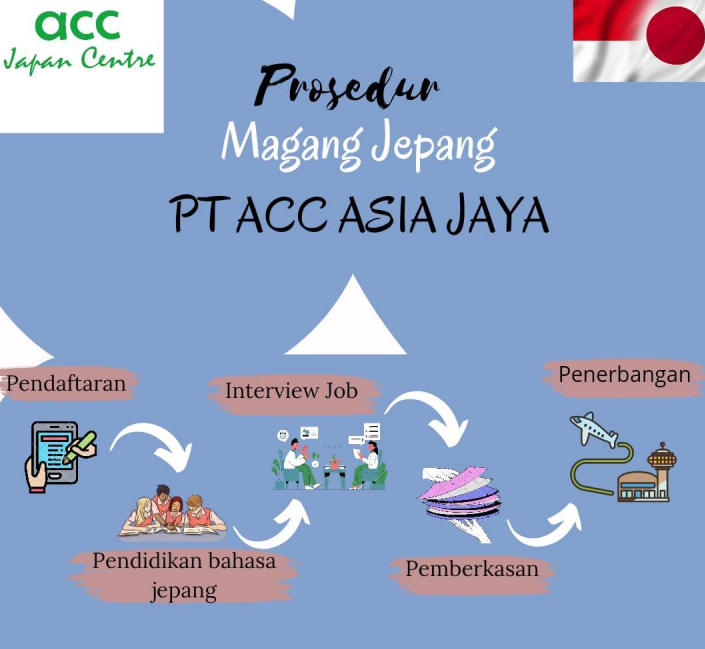 acc
Japan Centre
Prosedur
Magang Jepang
PT ACC ASIA JAYA
Pendaftaran
Pendidikan bahasa
jepang
Interview Job
Pemberkasan
Penerbangan